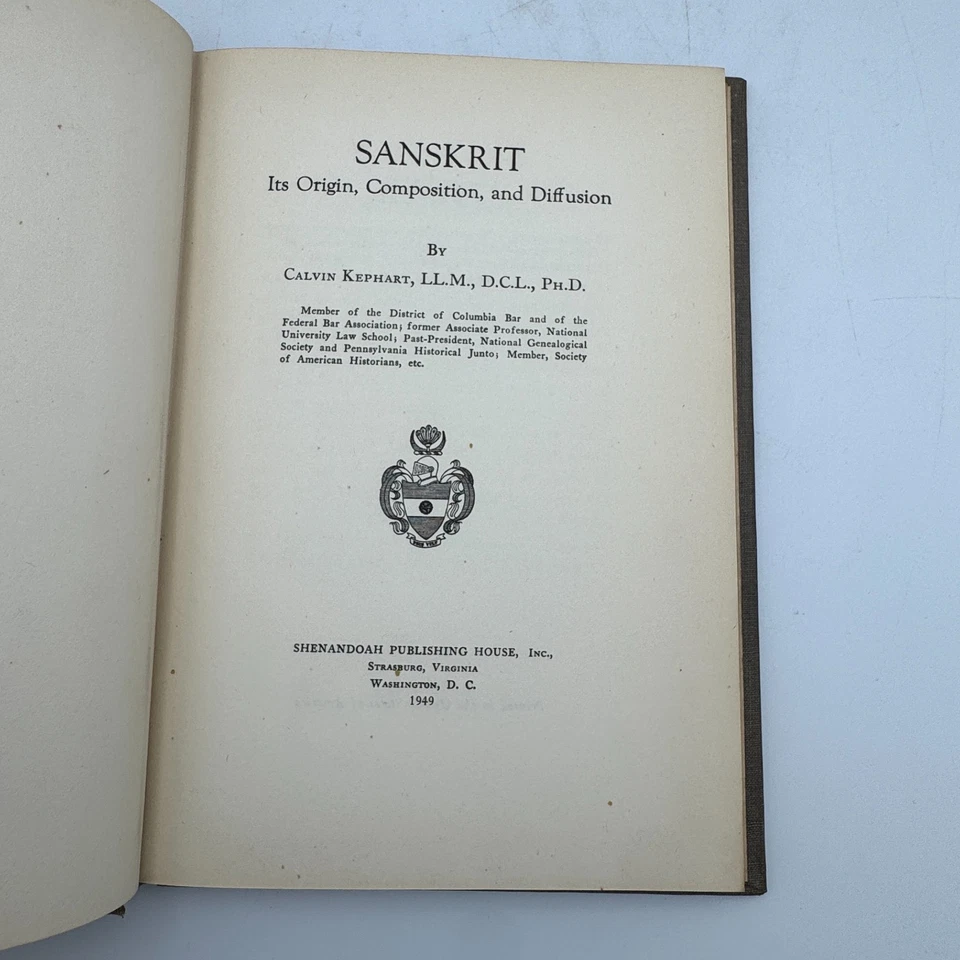 SANSKRIT
Its Origin, Composition, and Diffusion
By
Calvin Kephart, LL.M., D.C.L., Ph.D.
Member of the District of Columbia Bar and of the
Federal Bar Association; former Associate Professor, National
University Law School; Past-President, National Genealogical
Society and Pennsylvania Historical Junto; Member, Society
of American Historians, etc.
SHENANDOAH PUBLISHING HOUSE, Inc.,
Strasburg, Virginia
Washington, D. C.
1949